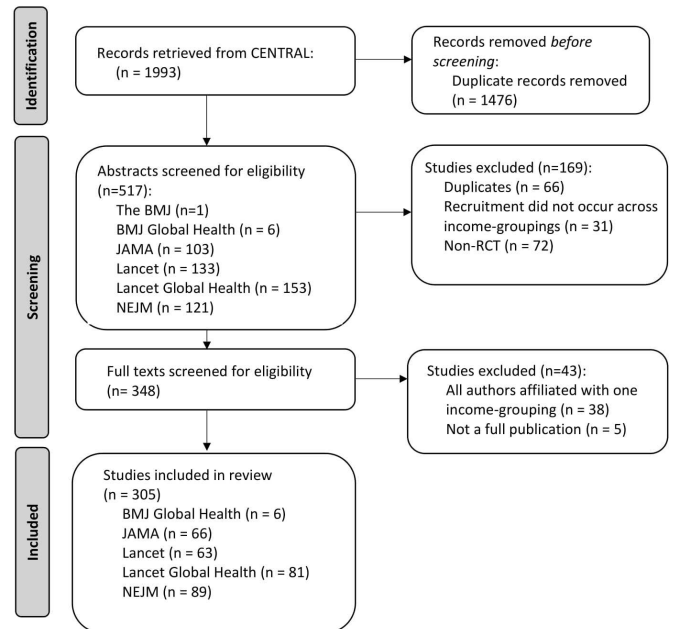 Identification
Records retrieved from CENTRAL:
(n = 1993)
Records removed before
screening:
Duplicate records removed
(n = 1476)
Screening
Abstracts screened for eligibility
(n=517):
The BMJ (n=1)
BMJ Global Health (n = 6)
JAMA (n = 103)
Lancet (n = 133)
Lancet Global Health (n = 153)
NEJM (n = 121)
Studies excluded (n=169):
Duplicates (n = 66)
Recruitment did not occur across
income-groupings (n = 31)
Non-RCT (n = 72)
Full texts screened for eligibility
(n= 348)
Studies excluded (n=43):
All authors affiliated with one
income-grouping (n = 38)
Not a full publication (n = 5)
Included
Studies included in review
(n = 305)
BMJ Global Health (n = 6)
JAMA (n = 66)
Lancet (n = 63)
Lancet Global Health (n = 81)
NEJM (n = 89)